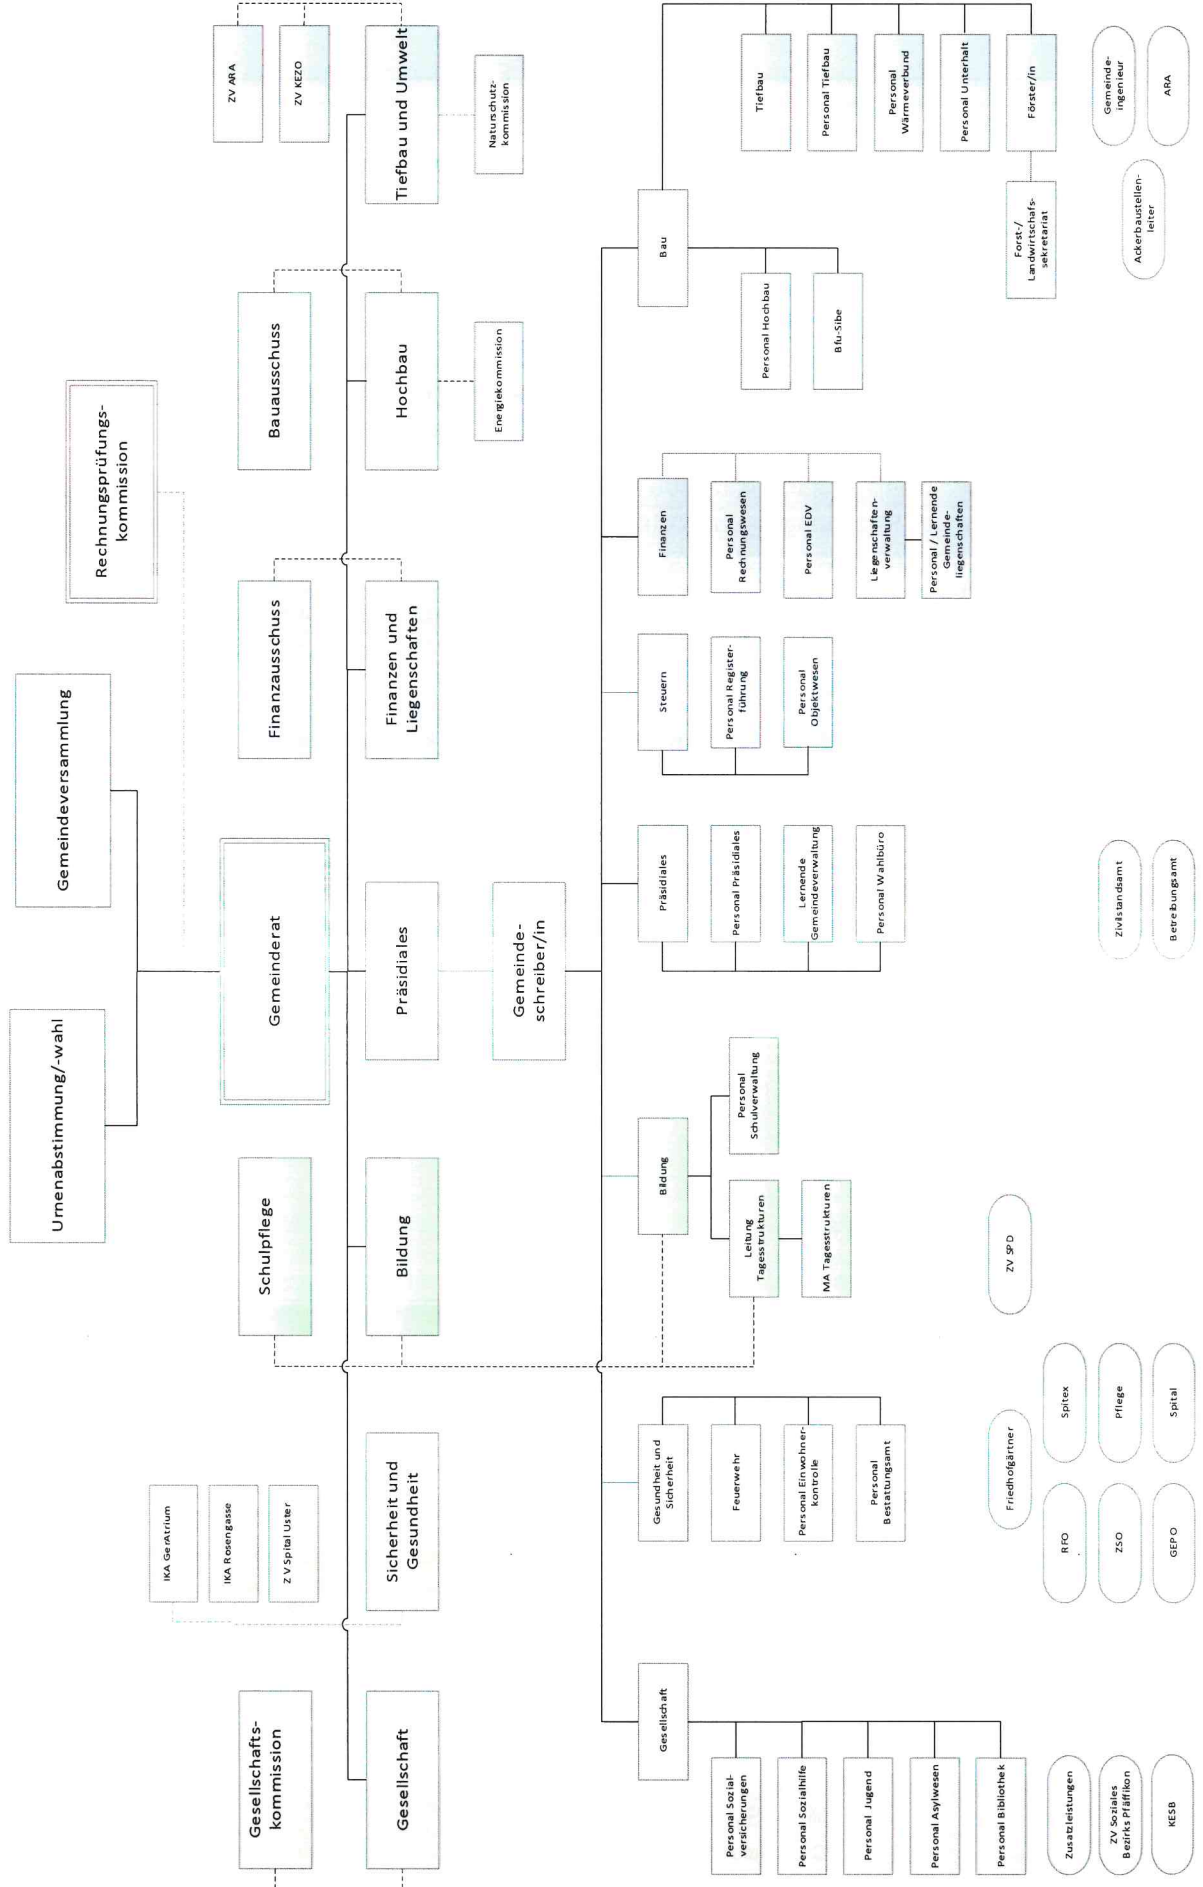 Urnenabstimmung/-wahl
Gemeindeversammlung
Rechnungsprüfungs-
kommission
Gemeinderat
IKA GerAtrium
IKA Rosengasse
ZV Spital Uster
ZV ARA
ZV KEZO
Gesellschafts-
kommission
Schulpflege
Finanzausschuss
Bauausschuss
Gesellschaft
Sicherheit und
Gesundheit
Bildung
Präsidiales
Finanzen und
Liegenschaften
Hochbau
Tiefbau und Umwelt
Energiekommission
Naturschutz-
kommission
Gemeinde-
schreiber/in
Gesellschaft
Personal Sozial-
versicherungen
Personal Sozialhilfe
Personal Jugend
Personal Asylwesen
Personal Bibliothek
Gesundheit und
Sicherheit
Feuerwehr
Personal Einwohner-
kontrolle
Personal
Bestattungsamt
Bildung
Leitung
Tagesstrukturen
MA Tagesstrukturen
Personal
Schulverwaltung
Präsidiales
Personal Präsidiales
Lernende
Gemeindeverwaltung
Personal Wahlbüro
Steuern
Personal Register-
führung
Personal
Objektwesen
Finanzen
Personal
Rechnungswesen
Personal EDV
Liegenschaften-
verwaltung
Personal / Lernende
Gemeinde-
liegenschaften
Bau
Personal Hochbau
Bfu-Sibe
Tiefbau
Personal Tiefbau
Personal
Wärmeverbund
Personal Unterhalt
Förster/in
Forst-/
Landwirtschafs-
sekretariat
Zusatzleistungen
ZV Soziales
Bezirks Pfäffikon
KESB
Friedhofgärtner
RFO
Spitex
ZSO
Pflege
GEPO
Spital
ZV SPD
Zivilstandsamt
Betreibungsamt
Ackerbaustellen-
leiter
Gemeinde-
ingenieur
ARA